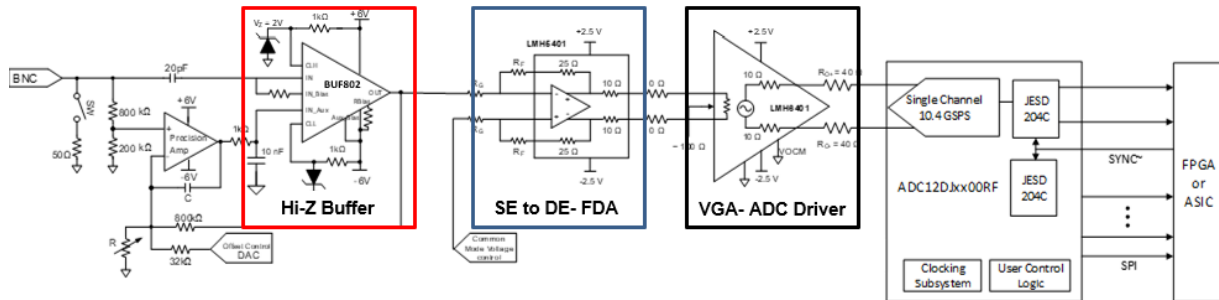 BNC
SW
50Ω
800 kΩ
200 kΩ
20pF
+6V
+
Precision
Amp
-
-6V
C
1kΩ
10 nF
800kΩ
R
32kΩ
Offset Control
DAC
VZ = 2V
1kΩ
+6V
CLH
BUF802
IN
OUT
IN_Bias
RBias
IN_Aux
CLL
1kΩ
-6V
Hi-Z Buffer
LMH5401
+2.5 V
RG
RF
25 Ω
10 Ω
0 Ω
RG
RF
25 Ω
10 Ω
0 Ω
-2.5 V
SE to DE- FDA
Common
Mode Voltage
control
+2.5 V
10 Ω
LMH6401
10 Ω
VOCM
-2.5 V
VGA- ADC Driver
RO+ = 40 Ω
RO- = 40 Ω
Single Channel
10.4 GSPS
JESD
204C
ADC12DJxx00RF
JESD
204C
Clocking
Subsystem
User Control
Logic
SYNC~
SPI
FPGA
or
ASIC